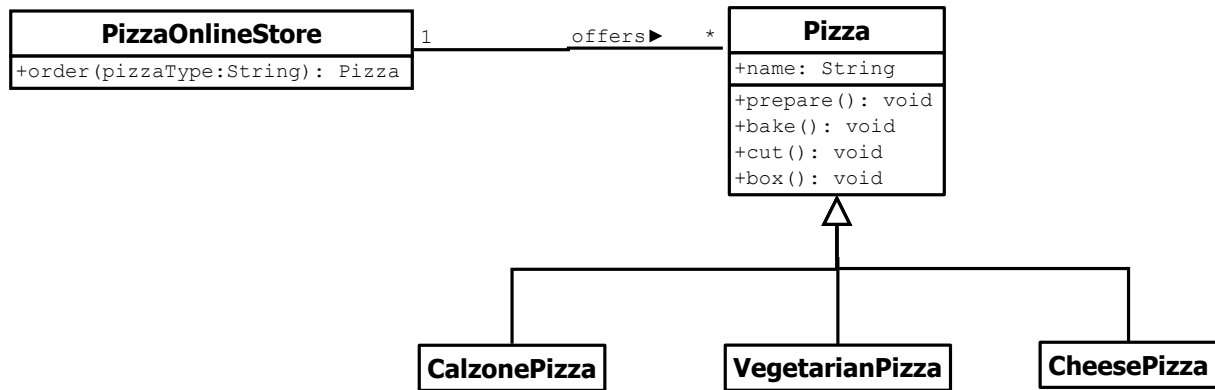 PizzaOnlineStore
+order(pizzaType:String): Pizza
1
offers►
*
Pizza
+name: String
+prepare(): void
+bake(): void
+cut(): void
+box(): void
CalzonePizza
VegetarianPizza
CheesePizza